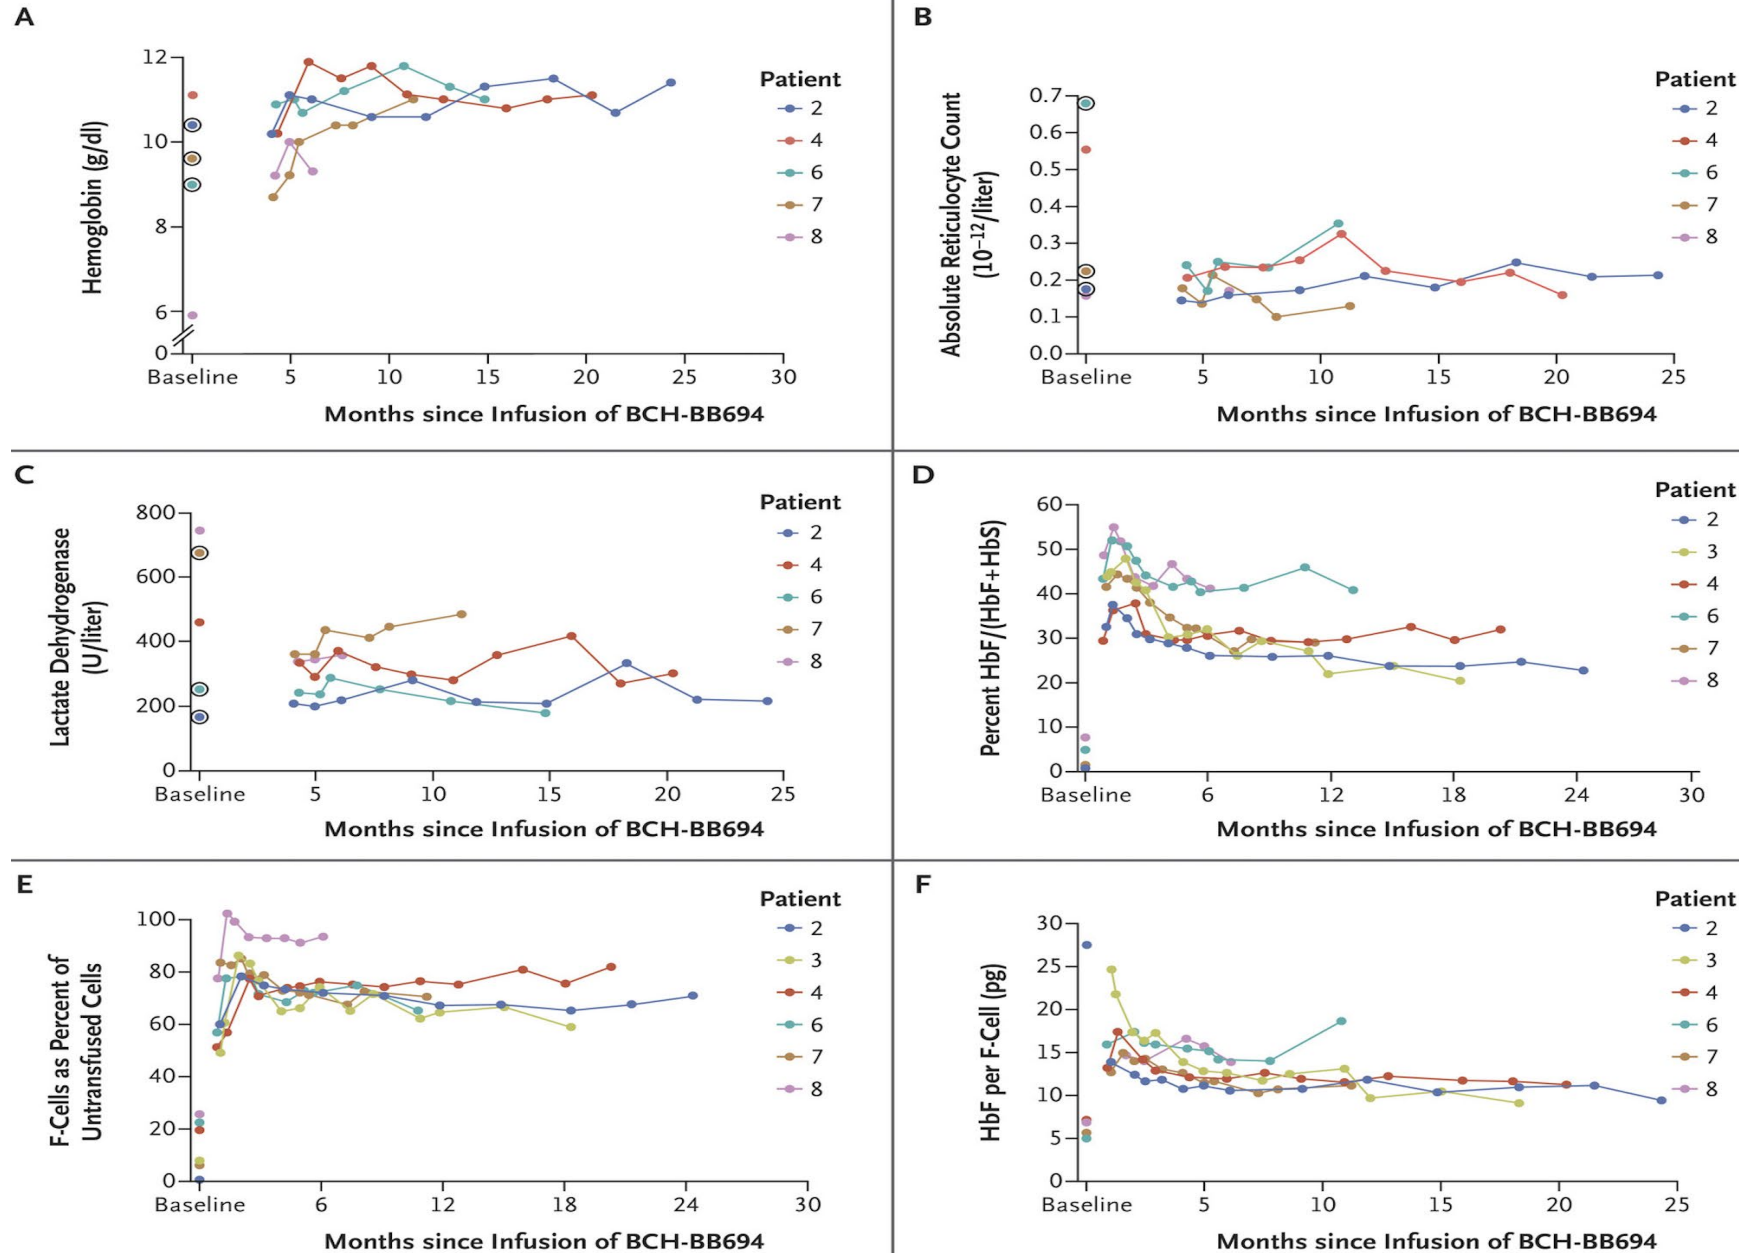 A
Hemoglobin (g/dl)
12
10
8
6
0
Baseline 5 10 15 20 25 30
Months since Infusion of BCH-BB694
Patient
2
4
6
7
8
B
Absolute Reticulocyte Count
(10⁻¹²/liter)
0.7
0.6
0.5
0.4
0.3
0.2
0.1
0.0
Baseline 5 10 15 20 25
Months since Infusion of BCH-BB694
Patient
2
4
6
7
8
C
Lactate Dehydrogenase
(U/liter)
800
600
400
200
0
Baseline 5 10 15 20 25
Months since Infusion of BCH-BB694
Patient
2
4
6
7
8
D
Percent HbF/(HbF+HbS)
60
50
40
30
20
10
0
Baseline 6 12 18 24 30
Months since Infusion of BCH-BB694
Patient
2
3
4
6
7
8
E
F-Cells as Percent of
Untransfused Cells
100
80
60
40
20
0
Baseline 6 12 18 24 30
Months since Infusion of BCH-BB694
Patient
2
3
4
6
7
8
F
HbF per F-Cell (pg)
30
25
20
15
10
5
0
Baseline 5 10 15 20 25
Months since Infusion of BCH-BB694
Patient
2
3
4
6
7
8